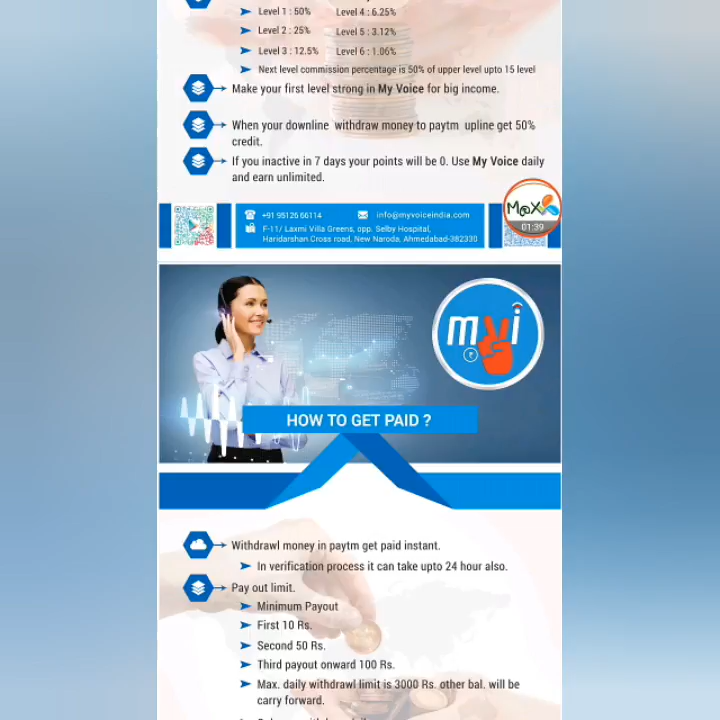 Level 1 : 50% Level 4 : 6.25%
Level 2 : 25% Level 5 : 3.12%
Level 3 : 12.5% Level 6 : 1.06%
Next level commission percentage is 50% of upper level upto 15 level
Make your first level strong in My Voice for big income.
When your downline withdraw money to paytm upline get 50%
credit.
If you inactive in 7 days your points will be 0. Use My Voice daily
and earn unlimited.
M@X
01:39
+91 95126 66114 info@myvoiceindia.com
F-11/ Laxmi Villa Greens, opp. Selby Hospital,
Haridarshan Cross road, New Naroda, Ahmedabad-382330
mvi
₹
HOW TO GET PAID ?
Withdrawl money in paytm get paid instant.
In verification process it can take upto 24 hour also.
Pay out limit.
Minimum Payout
First 10 Rs.
Second 50 Rs.
Third payout onward 100 Rs.
Max. daily withdrawl limit is 3000 Rs. other bal. will be
carry forward.